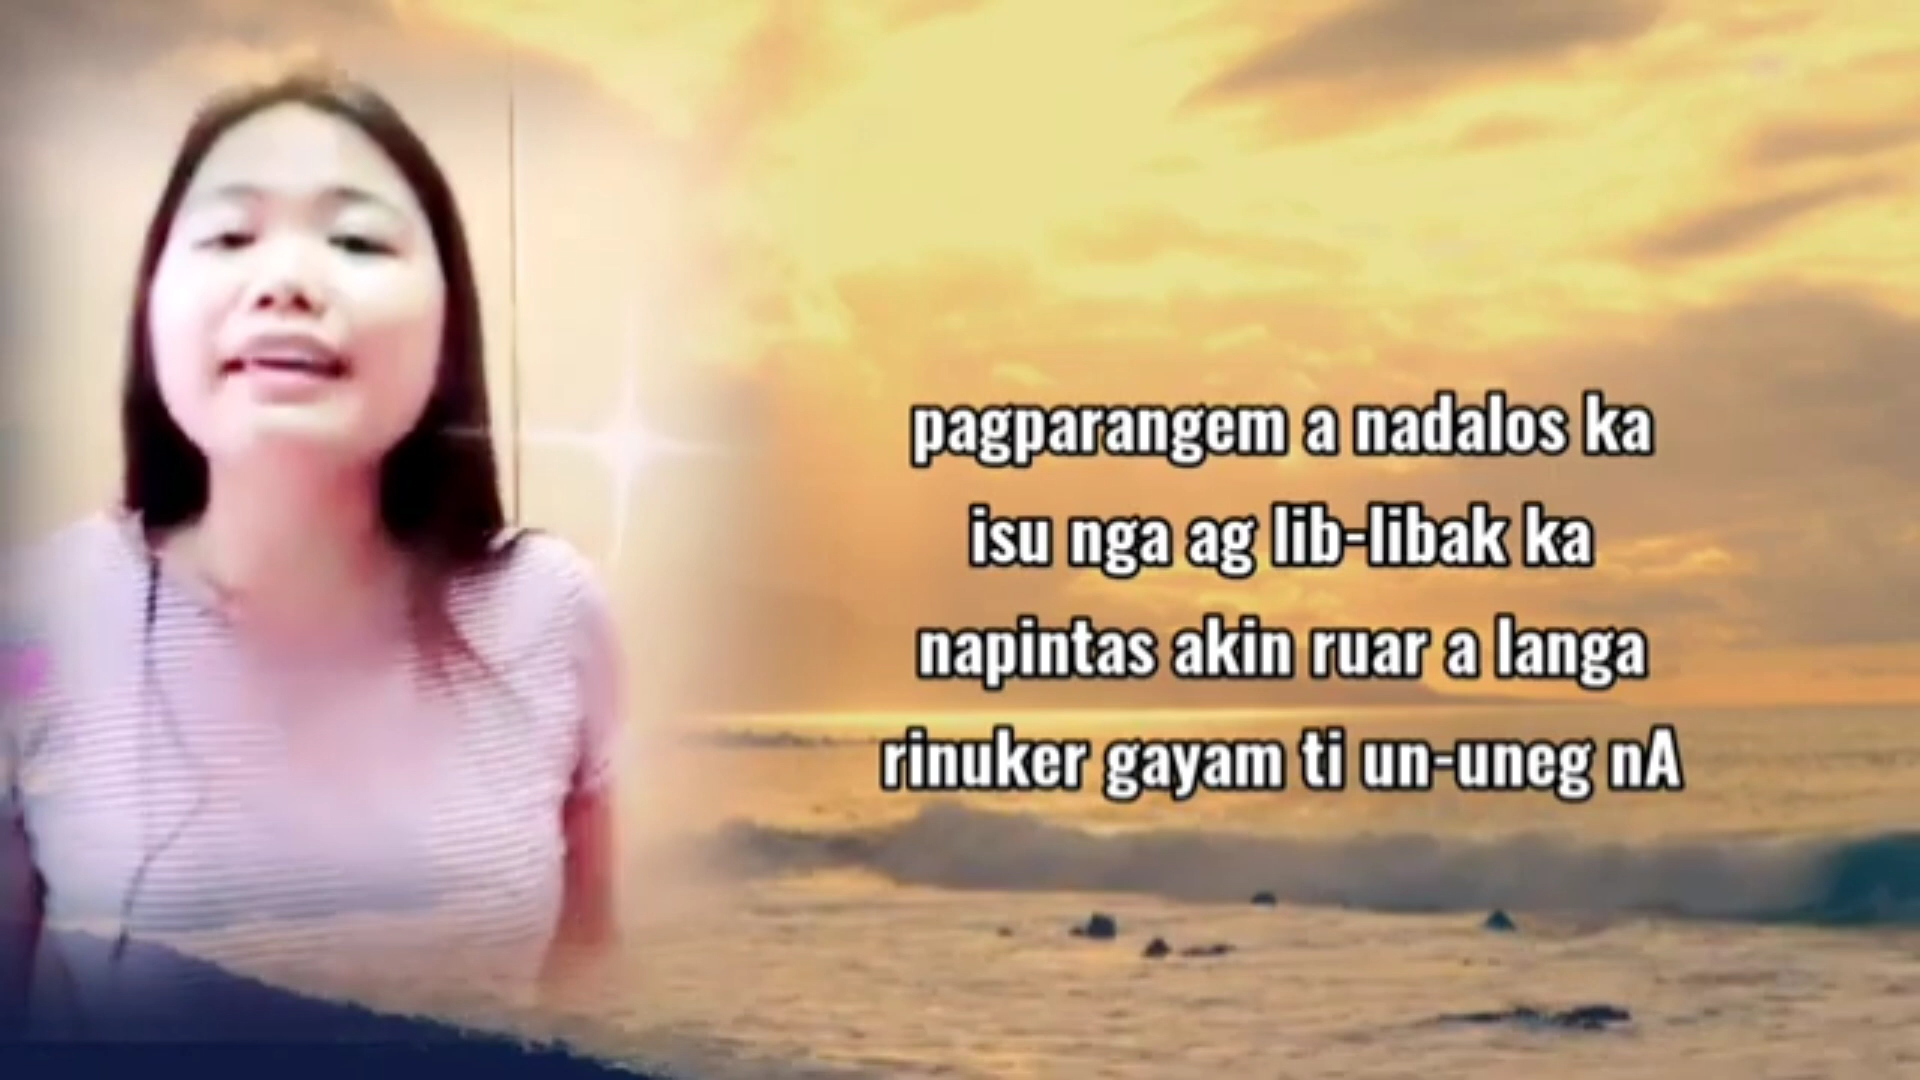 pagparangem a nadalos ka
isu nga ag lib-libak ka
napintas akin ruar a langa
rinuker gayam ti un-uneg nA